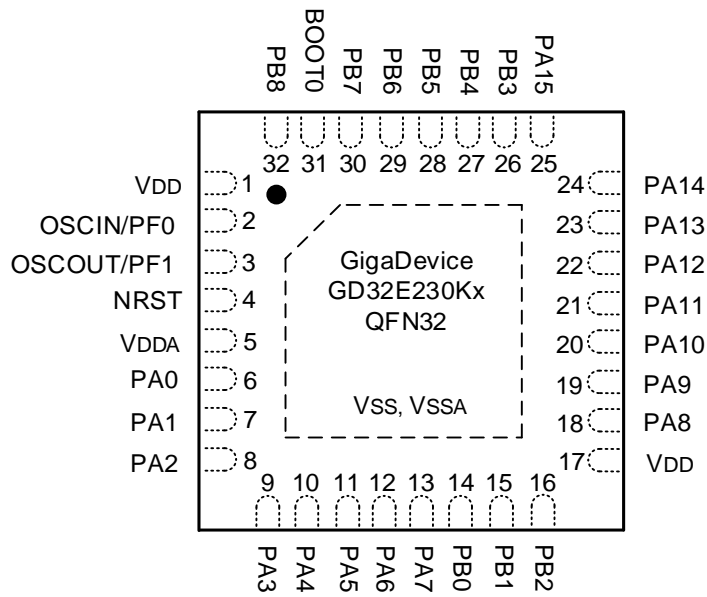 PB8
BOOT0
PB7
PB6
PB5
PB4
PB3
PA15
32
31
30
29
28
27
26
25
VDD 1
OSCIN/PF0 2
OSCOUT/PF1 3
NRST 4
VDDA 5
PA0 6
PA1 7
PA2 8
GigaDevice
GD32E230Kx
QFN32
VSS, VSSA
24 PA14
23 PA13
22 PA12
21 PA11
20 PA10
19 PA9
18 PA8
17 VDD
9
10
11
12
13
14
15
16
PA3
PA4
PA5
PA6
PA7
PB0
PB1
PB2